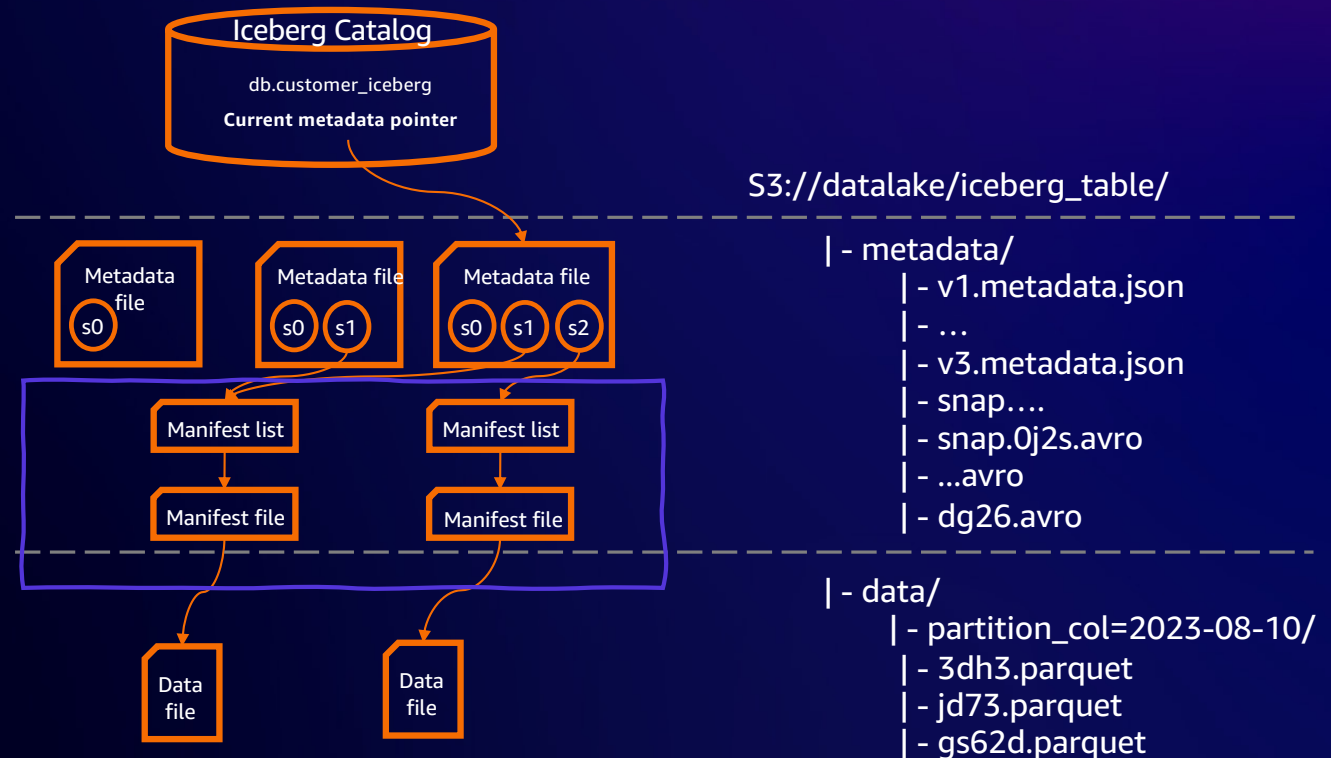 Iceberg Catalog
db.customer_iceberg
Current metadata pointer
S3://datalake/iceberg_table/
Metadata
file
s0
Metadata file
s0
s1
Metadata file
s0
s1
s2
Manifest list
Manifest list
Manifest file
Manifest file
Data
file
Data
file
|- metadata/
|- v1.metadata.json
|- …
|- v3.metadata.json
|- snap….
|- snap.0j2s.avro
|- …avro
|- dg26.avro
|- data/
|- partition_col=2023-08-10/
|- 3dh3.parquet
|- jd73.parquet
|- gs62d.parquet